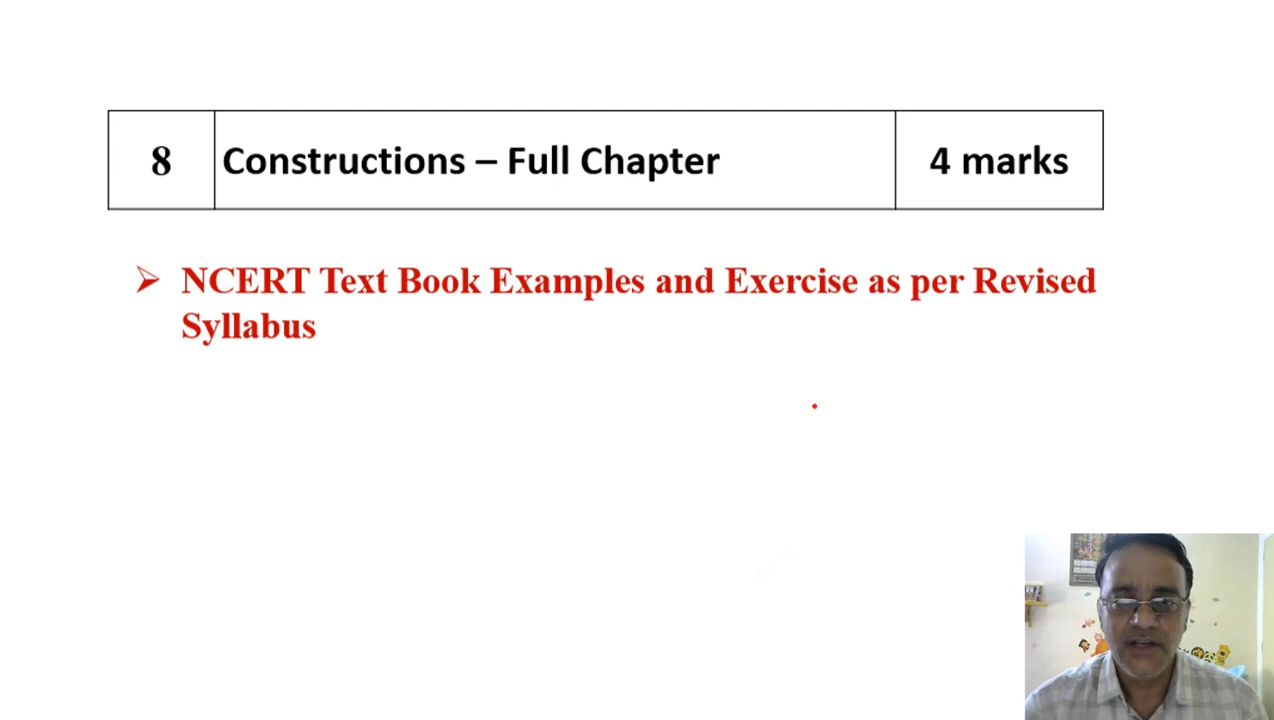 8 Constructions – Full Chapter 4 marks
➢ NCERT Text Book Examples and Exercise as per Revised
Syllabus